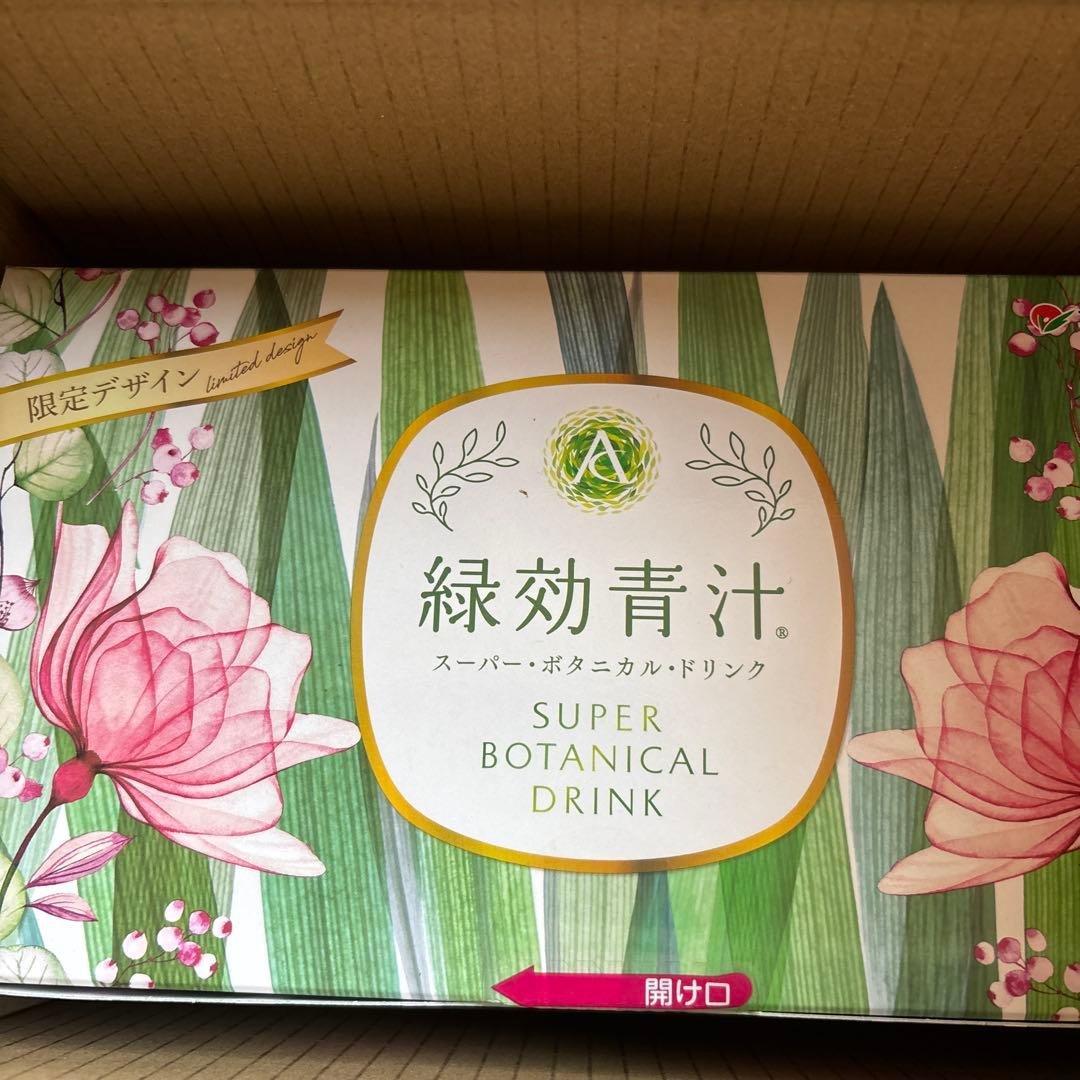 限定デザイン limited design
AC
緑効青汁®
スーパー・ボタニカル・ドリンク
SUPER
BOTANICAL
DRINK
開け口